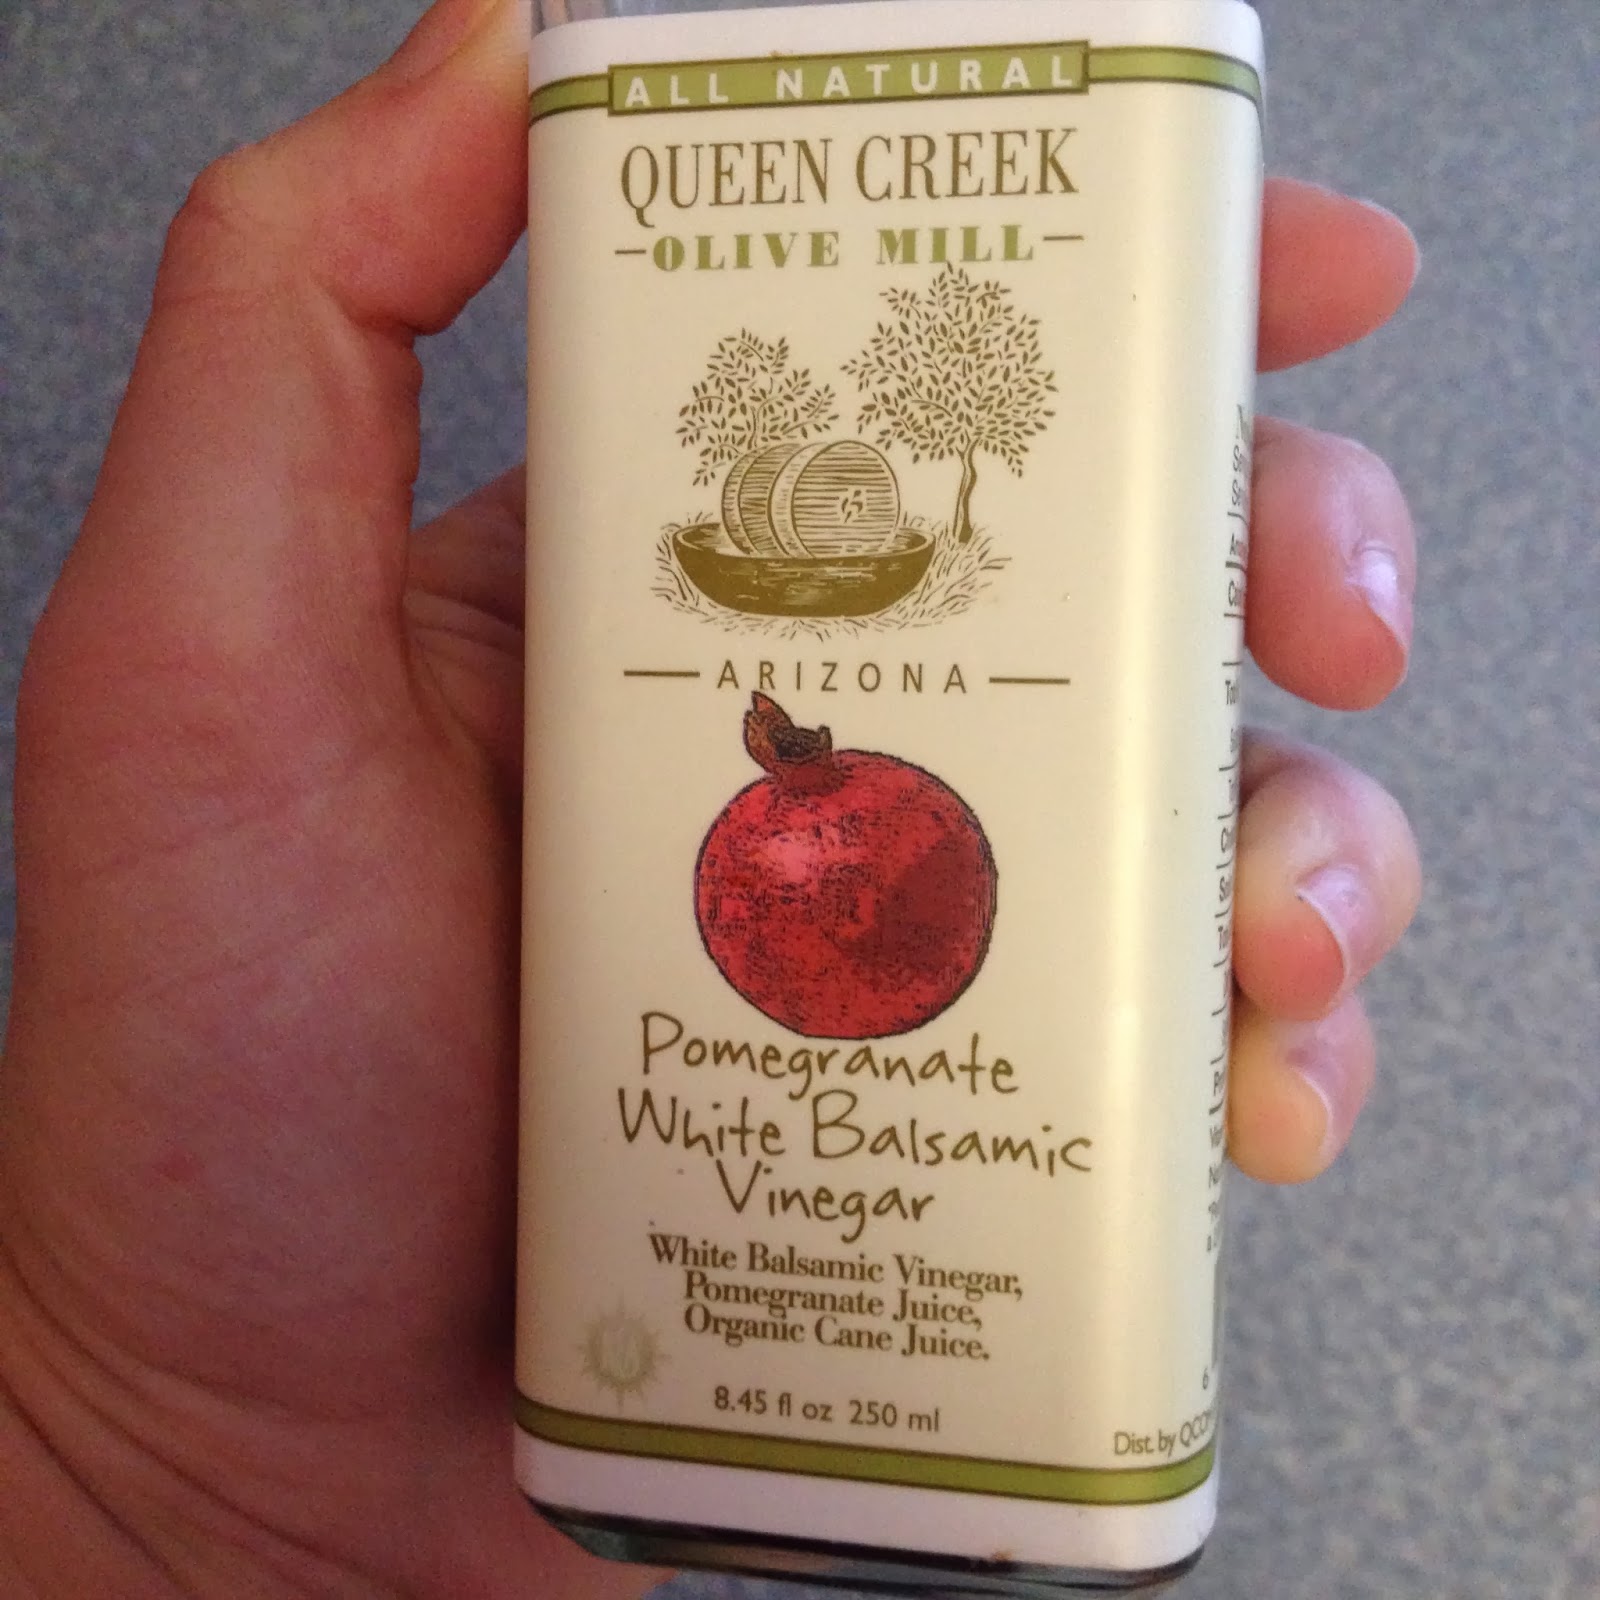 ALL NATURAL
QUEEN CREEK
OLIVE MILL
ARIZONA
Pomegranate
White Balsamic
Vinegar
White Balsamic Vinegar,
Pomegranate Juice,
Organic Cane Juice.
8.45 fl oz 250 ml
Dist. by